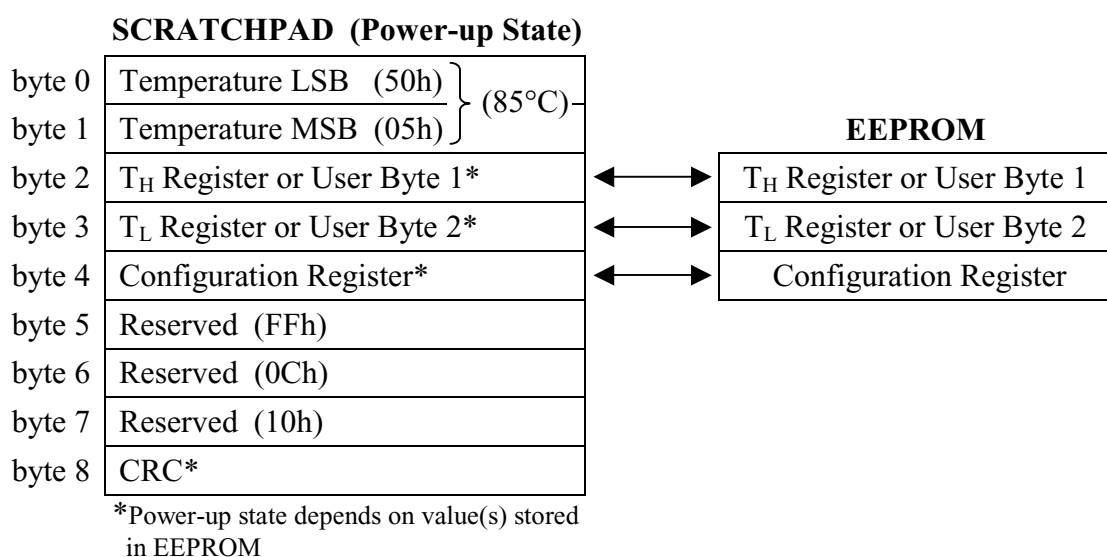 SCRATCHPAD (Power-up State)
byte 0 Temperature LSB (50h)
(85°C)
byte 1 Temperature MSB (05h)
EEPROM
byte 2 TH Register or User Byte 1* TH Register or User Byte 1
byte 3 TL Register or User Byte 2* TL Register or User Byte 2
byte 4 Configuration Register* Configuration Register
byte 5 Reserved (FFh)
byte 6 Reserved (0Ch)
byte 7 Reserved (10h)
byte 8 CRC*
*Power-up state depends on value(s) stored
in EEPROM